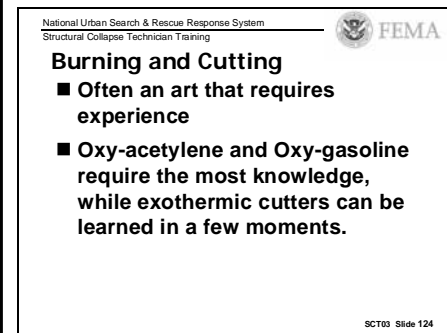 National Urban Search & Rescue Response System
Structural Collapse Technician Training
FEMA
Burning and Cutting
■ Often an art that requires
experience
■ Oxy-acetylene and Oxy-gasoline
require the most knowledge,
while exothermic cutters can be
learned in a few moments.
SCT03 Slide 124